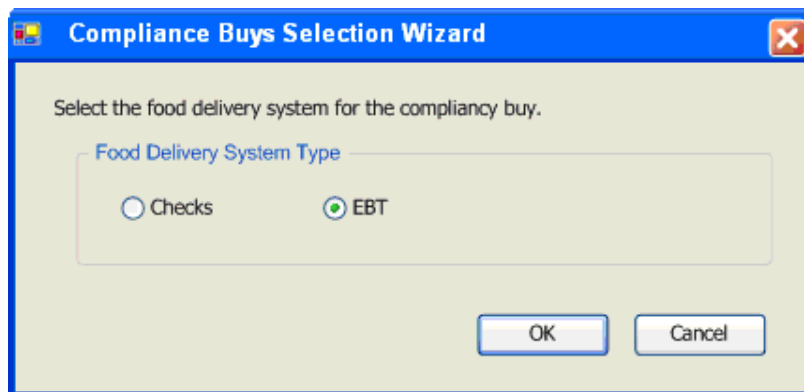 Compliance Buys Selection Wizard
Select the food delivery system for the compliancy buy.
Food Delivery System Type
Checks EBT
OK Cancel